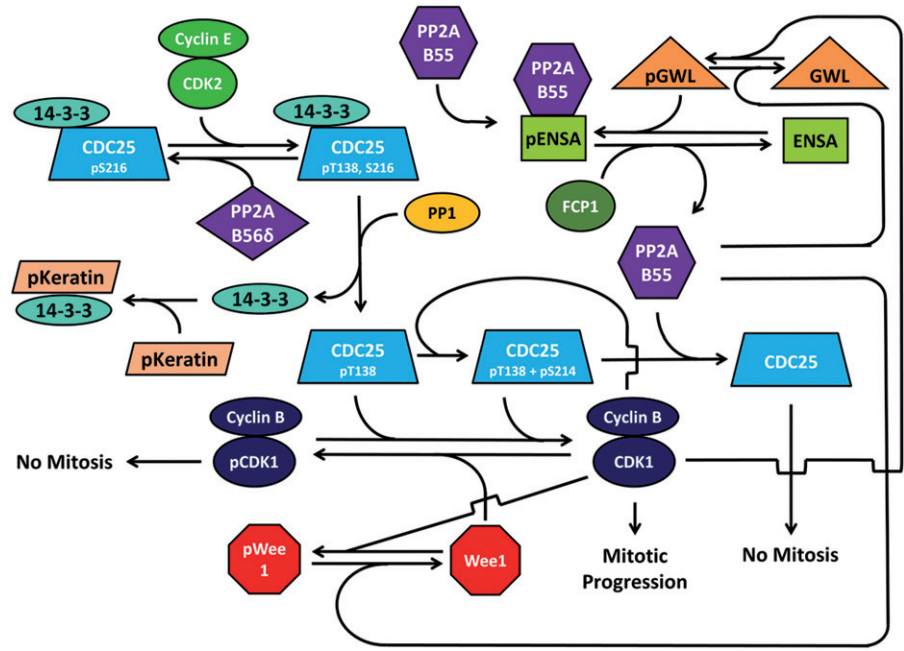 Cyclin E
CDK2
PP2A
B55
PP2A
B55
pENSA
pGWL
GWL
ENSA
14-3-3
CDC25
pS216
14-3-3
CDC25
pT138, S216
PP2A
B56δ
PP1
FCP1
PP2A
B55
pKeratin
14-3-3
14-3-3
pKeratin
CDC25
pT138
CDC25
pT138 + pS214
CDC25
Cyclin B
pCDK1
Cyclin B
CDK1
No Mitosis
pWee
1
Wee1
Mitotic
Progression
No Mitosis